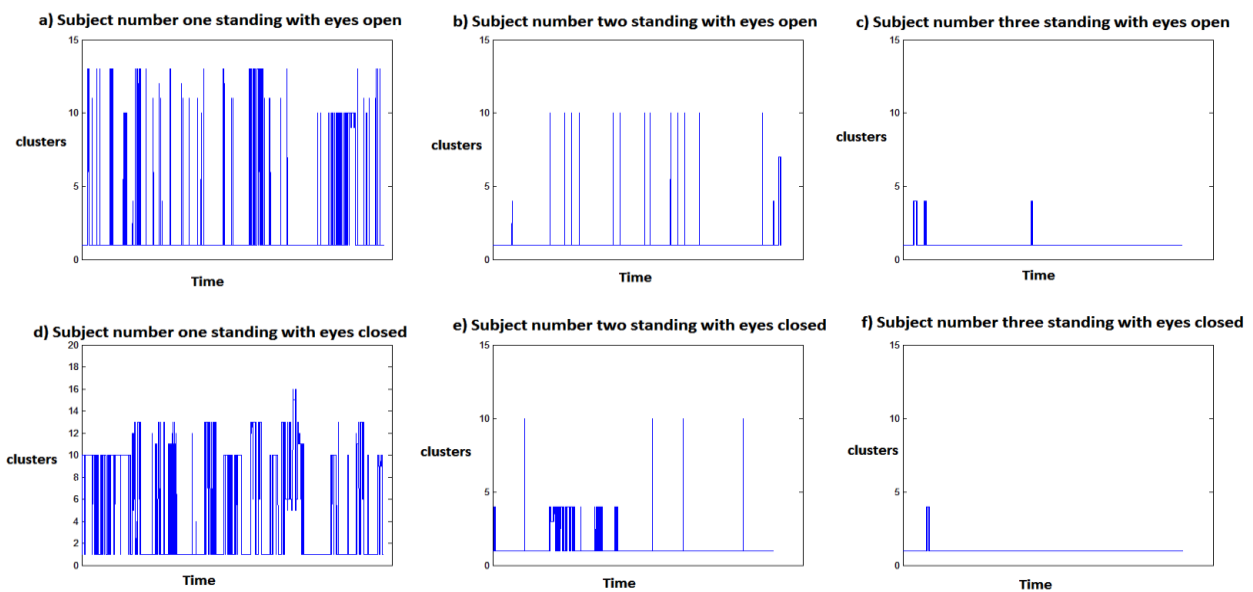 a) Subject number one standing with eyes open
15
10
clusters
5
0
Time
b) Subject number two standing with eyes open
15
10
clusters
5
0
Time
c) Subject number three standing with eyes open
15
10
clusters
5
0
Time
d) Subject number one standing with eyes closed
20
18
16
14
12
10
clusters
8
6
4
2
0
Time
e) Subject number two standing with eyes closed
15
10
clusters
5
0
Time
f) Subject number three standing with eyes closed
15
10
clusters
5
0
Time